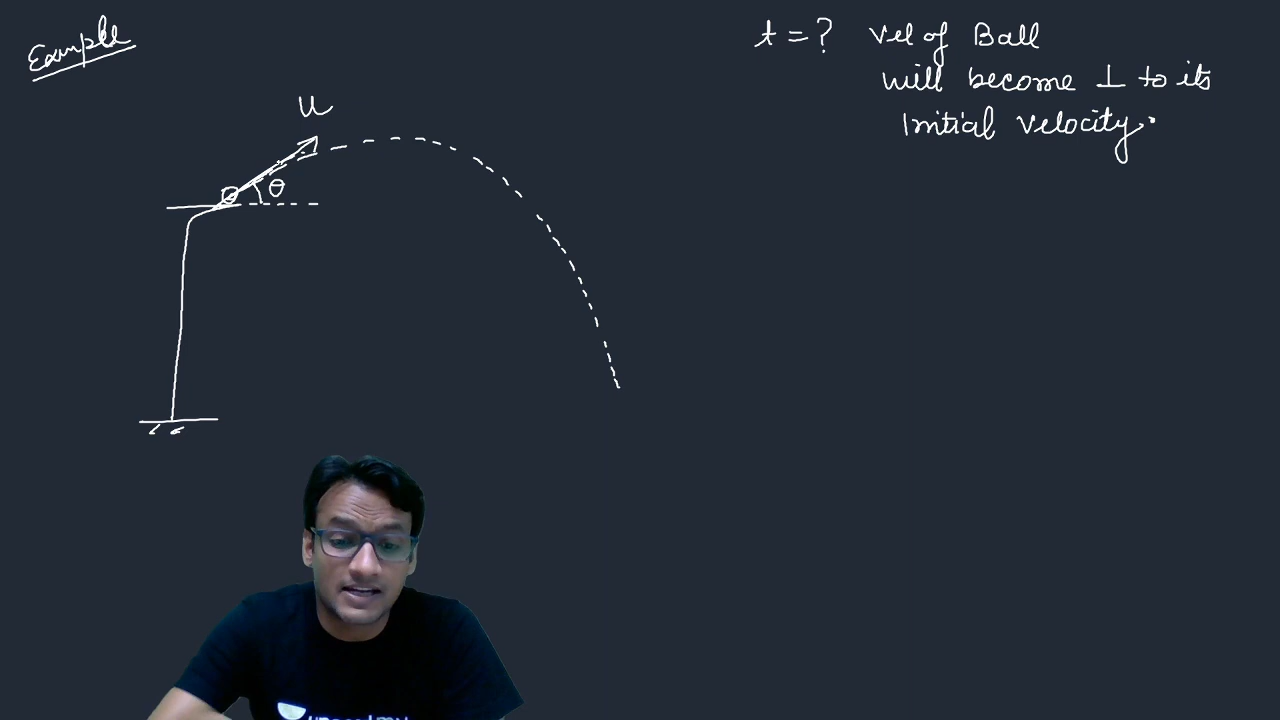 Example
t = ? Vel of Ball
will become ⊥ to its
Initial velocity.
u
θ